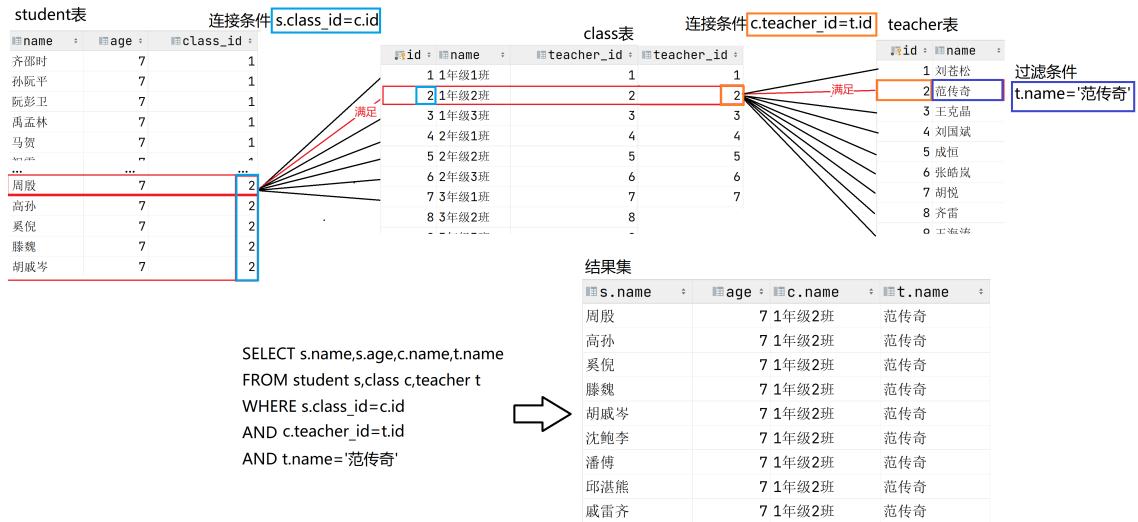 student表
连接条件 s.class_id=c.id
name age class_id
齐邵时 7 1
孙阮平 7 1
阮彭卫 7 1
禹孟林 7 1
马贺 7 1
... ... ...
周殷 7 2
高孙 7 2
奚倪 7 2
滕魏 7 2
胡戚岑 7 2
满足
class表
连接条件 c.teacher_id=t.id
id name teacher_id teacher_id
1 1年级1班 1 1
2 1年级2班 2 2
3 1年级3班 3 3
4 2年级1班 4 4
5 2年级2班 5 5
6 2年级3班 6 6
7 3年级1班 7 7
8 3年级2班 8
满足
teacher表
id name
1 刘苍松
2 范传奇
3 王克晶
4 刘国斌
5 成恒
6 张皓岚
7 胡悦
8 齐雷
9 王海涛
过滤条件
t.name='范传奇'
SELECT s.name,s.age,c.name,t.name
FROM student s,class c,teacher t
WHERE s.class_id=c.id
AND c.teacher_id=t.id
AND t.name='范传奇'
结果集
s.name age c.name t.name
周殷 7 1年级2班 范传奇
高孙 7 1年级2班 范传奇
奚倪 7 1年级2班 范传奇
滕魏 7 1年级2班 范传奇
胡戚岑 7 1年级2班 范传奇
沈鲍李 7 1年级2班 范传奇
潘傅 7 1年级2班 范传奇
邱湛熊 7 1年级2班 范传奇
戚雷齐 7 1年级2班 范传奇